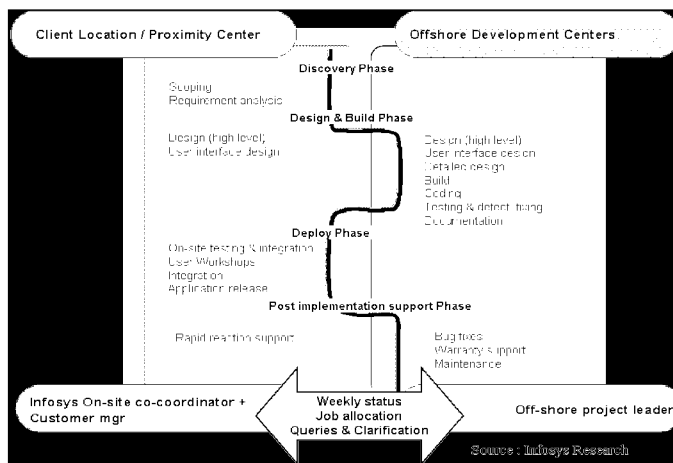 Client Location / Proximity Center
Offshore Development Centers
Discovery Phase
Scoping
Requirement analysis
Design & Build Phase
Design (high level)
User interface design
Design (high level)
User interface design
Detailed design
Build
Coding
Testing & defect fixing
Documentation
Deploy Phase
On-site testing & integration
User Workshops
Integration
Application release
Post implementation support Phase
Rapid reaction support
Bug fixes
Warranty support
Maintenance
Infosys On-site co-coordinator +
Customer mgr
Weekly status
Job allocation
Queries & Clarification
Off-shore project leader
Source : Infosys Research